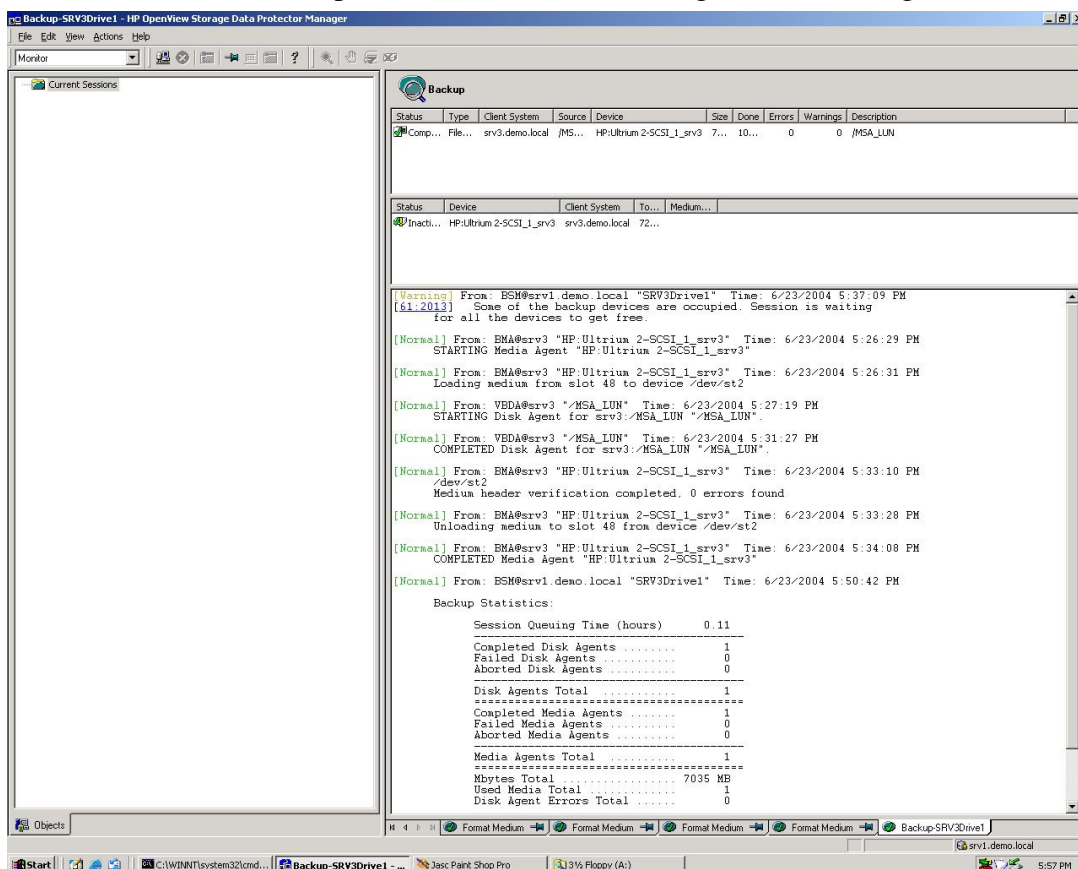 Backup-SRV3Drive1 - HP OpenView Storage Data Protector Manager
File Edit View Actions Help
Monitor
Current Sessions
Backup
Status Type Client System Source Device Size Done Errors Warnings Description
Comp... File... srv3.demo.local /MS... HP:Ultrium 2-SCSI_1_srv3 7... 10... 0 0 /MSA_LUN
Status Device Client System To... Medium...
Inacti... HP:Ultrium 2-SCSI_1_srv3 srv3.demo.local 72...
[Warning] From: BSM@srv1.demo.local "SRV3Drive1" Time: 6/23/2004 5:37:09 PM
[61:2013] Some of the backup devices are occupied. Session is waiting
for all the devices to get free.
[Normal] From: BMA@srv3 "HP:Ultrium 2-SCSI_1_srv3" Time: 6/23/2004 5:26:29 PM
STARTING Media Agent "HP:Ultrium 2-SCSI_1_srv3"
[Normal] From: BMA@srv3 "HP:Ultrium 2-SCSI_1_srv3" Time: 6/23/2004 5:26:31 PM
Loading medium from slot 48 to device /dev/st2
[Normal] From: VBDA@srv3 "/MSA_LUN" Time: 6/23/2004 5:27:19 PM
STARTING Disk Agent for srv3:/MSA_LUN "/MSA_LUN".
[Normal] From: VBDA@srv3 "/MSA_LUN" Time: 6/23/2004 5:31:27 PM
COMPLETED Disk Agent for srv3:/MSA_LUN "/MSA_LUN".
[Normal] From: BMA@srv3 "HP:Ultrium 2-SCSI_1_srv3" Time: 6/23/2004 5:33:10 PM
/dev/st2
Medium header verification completed, 0 errors found
[Normal] From: BMA@srv3 "HP:Ultrium 2-SCSI_1_srv3" Time: 6/23/2004 5:33:28 PM
Unloading medium to slot 48 from device /dev/st2
[Normal] From: BMA@srv3 "HP:Ultrium 2-SCSI_1_srv3" Time: 6/23/2004 5:34:08 PM
COMPLETED Media Agent "HP:Ultrium 2-SCSI_1_srv3"
[Normal] From: BSM@srv1.demo.local "SRV3Drive1" Time: 6/23/2004 5:50:42 PM
Backup Statistics:
Session Queuing Time (hours) 0.11
Completed Disk Agents ........ 1
Failed Disk Agents ........... 0
Aborted Disk Agents .......... 0
Disk Agents Total ........... 1
Completed Media Agents ....... 1
Failed Media Agents .......... 0
Aborted Media Agents ......... 0
Media Agents Total .......... 1
Mbytes Total ................. 7035 MB
Used Media Total ............. 1
Disk Agent Errors Total ...... 0
Objects
Format Medium Format Medium Format Medium Format Medium Backup-SRV3Drive1
srv1.demo.local
Start C:\WINNT\system32\cmd... Backup-SRV3Drive1 - ... Jasc Paint Shop Pro 3½ Floppy (A:) 5:57 PM